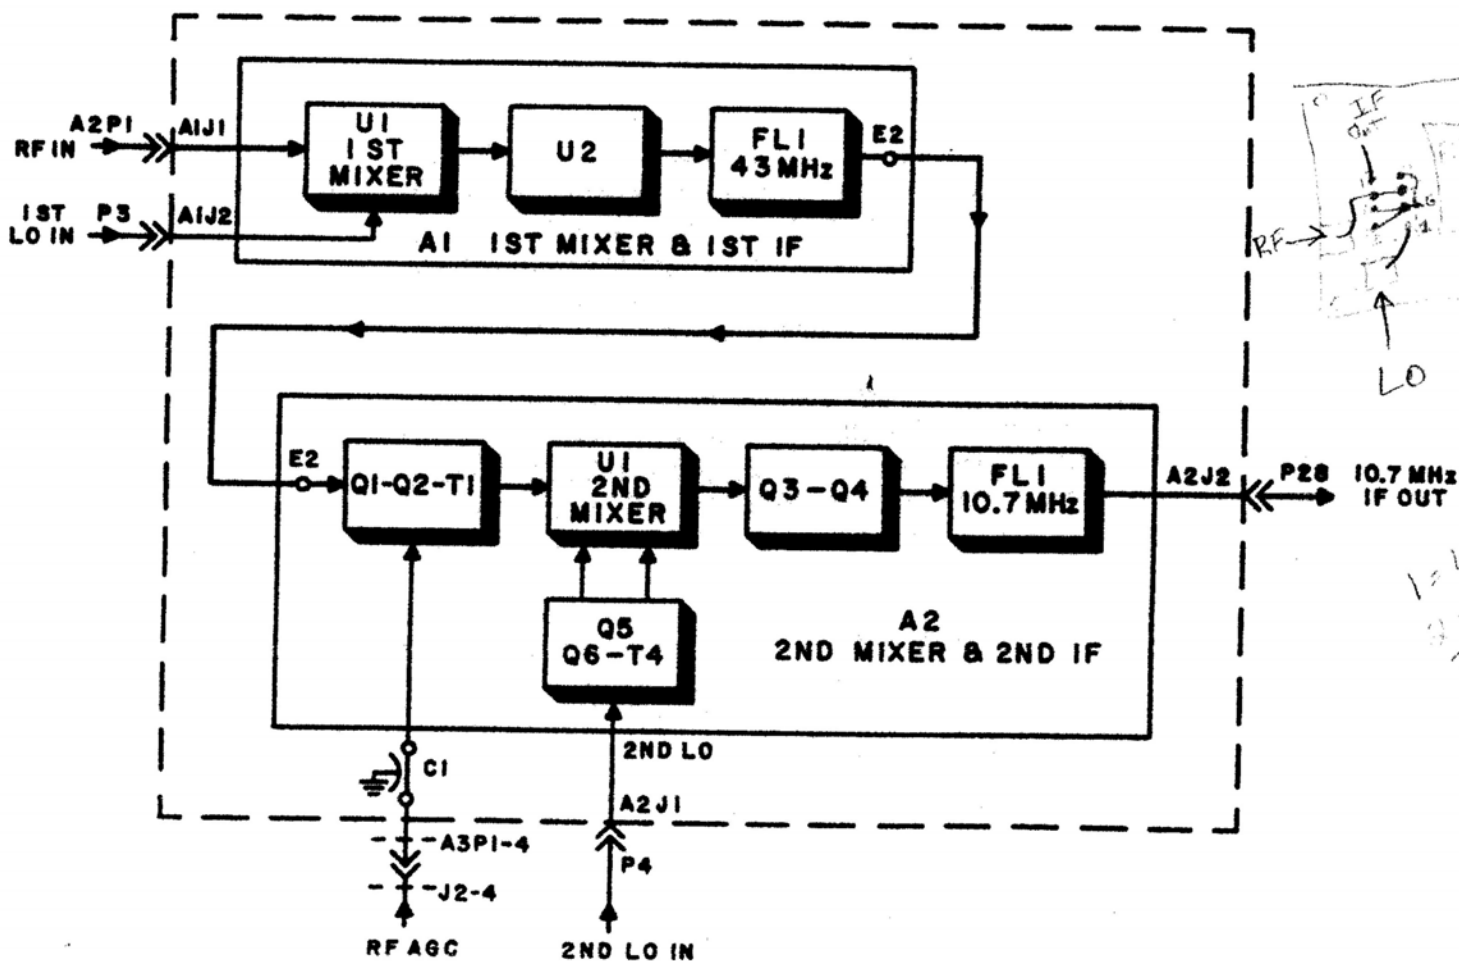 A2P1
RF IN
A1J1
1ST
LO IN
P3
A1J2
U1
1ST
MIXER
U2
FL1
43MHz
E2
A1 1ST MIXER & 1ST IF
IF
OUT
RF
LO
E2
Q1-Q2-T1
U1
2ND
MIXER
Q3-Q4
FL1
10.7MHz
A2J2
P28
10.7MHz
IF OUT
Q5
Q6-T4
A2
2ND MIXER & 2ND IF
C1
2ND LO
A2J1
A3P1-4
J2-4
P4
RF AGC
2ND LO IN